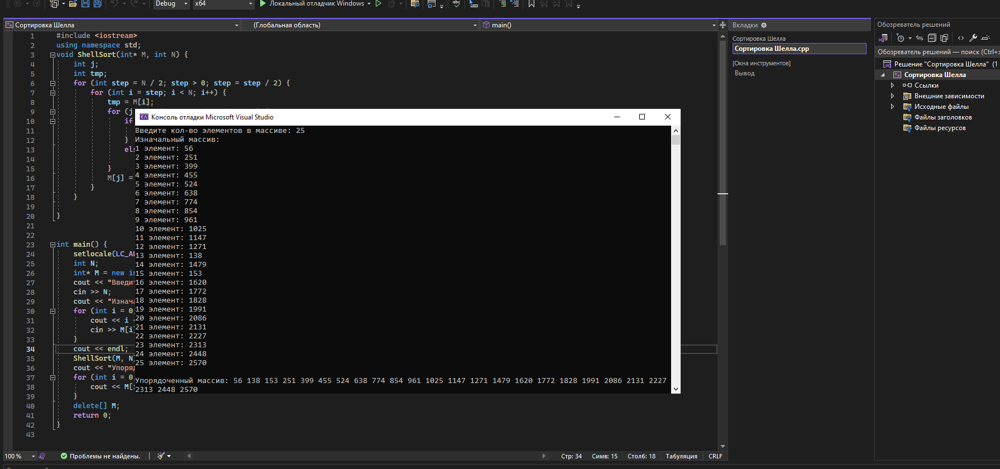 Debug x64 Локальный отладчик Windows
Сортировка Шелла (Глобальная область) main()
1 #include <iostream>
2 using namespace std;
3 void ShellSort(int* M, int N) {
4 int j;
5 int tmp;
6 for (int step = N / 2; step > 0; step = step / 2) {
7 for (int i = step; i < N; i++) {
8 tmp = M[i];
9 for (j
10 if
11
12 }
13 els
14
15 }
16 M[j] =
17 }
18 }
19
20 }
21
22
23 int main() {
24 setlocale(LC_AL
25 int N;
26 int* M = new in
27 cout << "Введит
28 cin >> N;
29 cout << "Изнача
30 for (int i = 0
31 cout << i
32 cin >> M[i]
33 }
34 cout << endl;
35 ShellSort(M, N
36 cout << "Упоряд
37 for (int i = 0
38 cout << M[i
39 }
40 delete[] M;
41 return 0;
42 }
43
Консоль отладки Microsoft Visual Studio
Введите кол-во элементов в массиве: 25
Изначальный массив:
1 элемент: 56
2 элемент: 251
3 элемент: 399
4 элемент: 455
5 элемент: 524
6 элемент: 638
7 элемент: 774
8 элемент: 854
9 элемент: 961
10 элемент: 1025
11 элемент: 1147
12 элемент: 1271
13 элемент: 138
14 элемент: 1479
15 элемент: 153
16 элемент: 1620
17 элемент: 1772
18 элемент: 1828
19 элемент: 1991
20 элемент: 2086
21 элемент: 2131
22 элемент: 2227
23 элемент: 2313
24 элемент: 2448
25 элемент: 2570
Упорядоченный массив: 56 138 153 251 399 455 524 638 774 854 961 1025 1147 1271 1479 1620 1772 1828 1991 2086 2131 2227
2313 2448 2570
Вкладки
Сортировка Шелла
Сортировка Шелла.cpp
[Окна инструментов]
Вывод
Обозреватель решений
Обозреватель решений — поиск (Ctrl+
Решение "Сортировка Шелла" (1
Сортировка Шелла
Ссылки
Внешние зависимости
Исходные файлы
Файлы заголовков
Файлы ресурсов
100 % Проблемы не найдены. Стр: 34 Симв: 15 Столб: 18 Табуляция CRLF